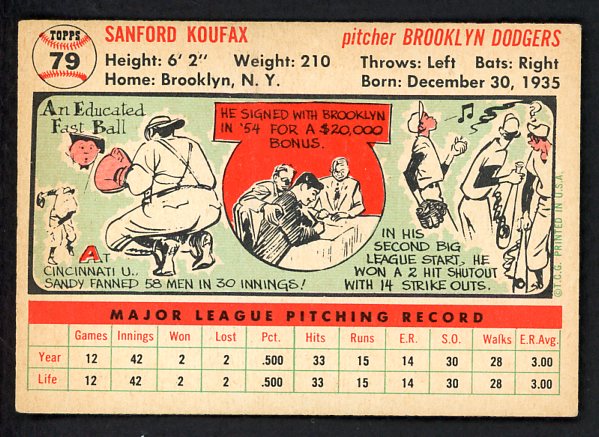 TOPPS
79
SANFORD KOUFAX
pitcher BROOKLYN DODGERS
Height: 6' 2" Weight: 210 Throws: Left Bats: Right
Home: Brooklyn, N. Y. Born: December 30, 1935
An Educated
Fast Ball
AT
CINCINNATI U.,
SANDY FANNED 58 MEN IN 30 INNINGS!
HE SIGNED WITH BROOKLYN
IN '54 FOR A $20,000
BONUS.
IN HIS
SECOND BIG
LEAGUE START, HE
WON A 2 HIT SHUTOUT
WITH 14 STRIKE OUTS.
© T.C.G. PRINTED IN U.S.A.
MAJOR LEAGUE PITCHING RECORD
Games Innings Won Lost Pct. Hits Runs E.R. S.O. Walks E.R.Avg.
Year 12 42 2 2 .500 33 15 14 30 28 3.00
Life 12 42 2 2 .500 33 15 14 30 28 3.00